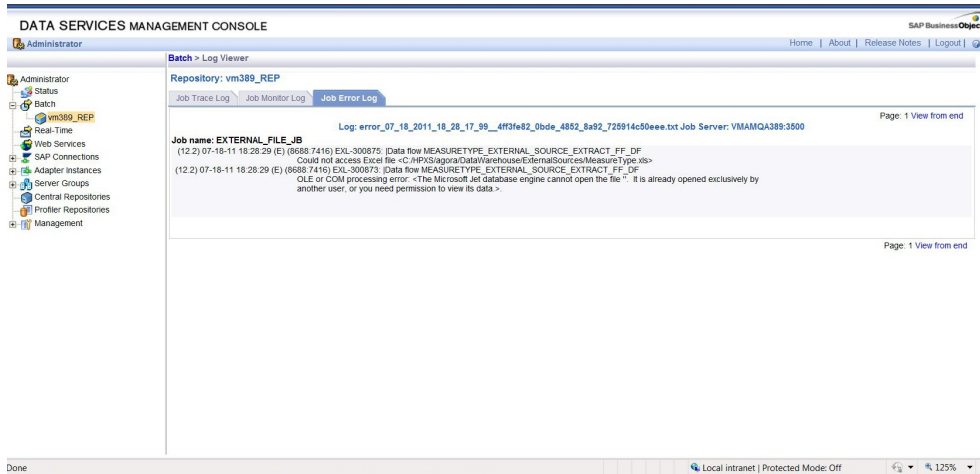 DATA SERVICES MANAGEMENT CONSOLE
SAP BusinessObjec
Administrator
Home | About | Release Notes | Logout |
Batch > Log Viewer
Administrator
Status
Batch
vm389_REP
Real-Time
Web Services
SAP Connections
Adapter Instances
Server Groups
Central Repositories
Profiler Repositories
Management
Repository: vm389_REP
Job Trace Log
Job Monitor Log
Job Error Log
Page: 1 View from end
Log: error_07_18_2011_18_28_17_99__4ff3fe82_0bde_4852_8a92_725914c50eee.txt Job Server: VMAMQA389:3500
Job name: EXTERNAL_FILE_JB
(12.2) 07-18-11 18:28:29 (E) (8688:7416) EXL-300875: |Data flow MEASURETYPE_EXTERNAL_SOURCE_EXTRACT_FF_DF
Could not access Excel file <C:/HPXS/agora/DataWarehouse/ExternalSources/MeasureType.xls>
(12.2) 07-18-11 18:28:29 (E) (8688:7416) EXL-300873: |Data flow MEASURETYPE_EXTERNAL_SOURCE_EXTRACT_FF_DF
OLE or COM processing error: <The Microsoft Jet database engine cannot open the file ''. It is already opened exclusively by
another user, or you need permission to view its data.>.
Page: 1 View from end
Done
Local intranet | Protected Mode: Off
125%